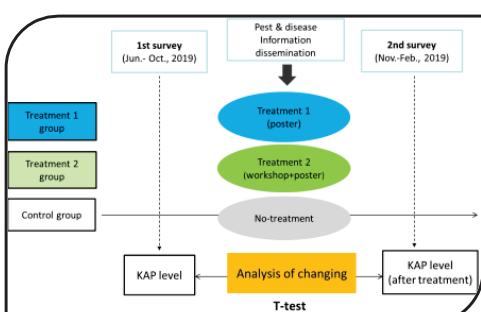 Pest & disease
Information
dissemination
1st survey
(Jun.- Oct., 2019)
2nd survey
(Nov.-Feb., 2019)
Treatment 1
group
Treatment 1
(poster)
Treatment 2
group
Treatment 2
(workshop+poster)
Control group
No-treatment
KAP level
Analysis of changing
KAP level
(after treatment)
T-test